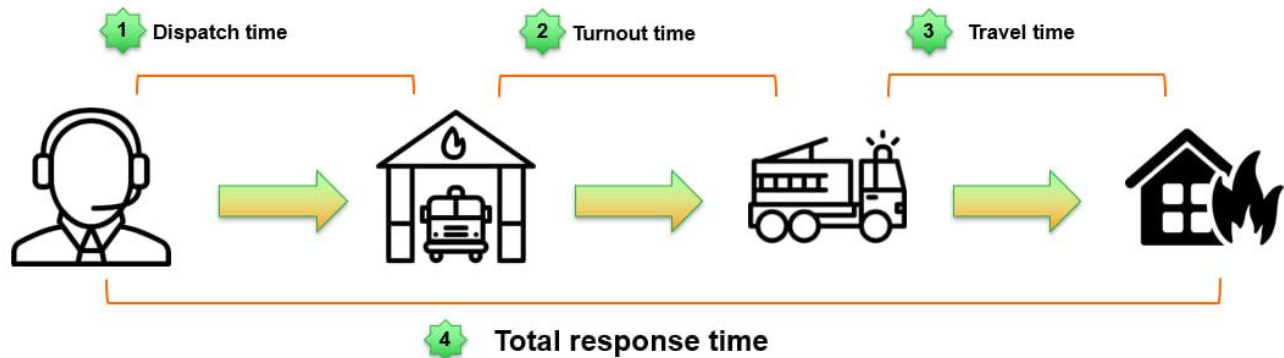 1 Dispatch time
2 Turnout time
3 Travel time
4 Total response time